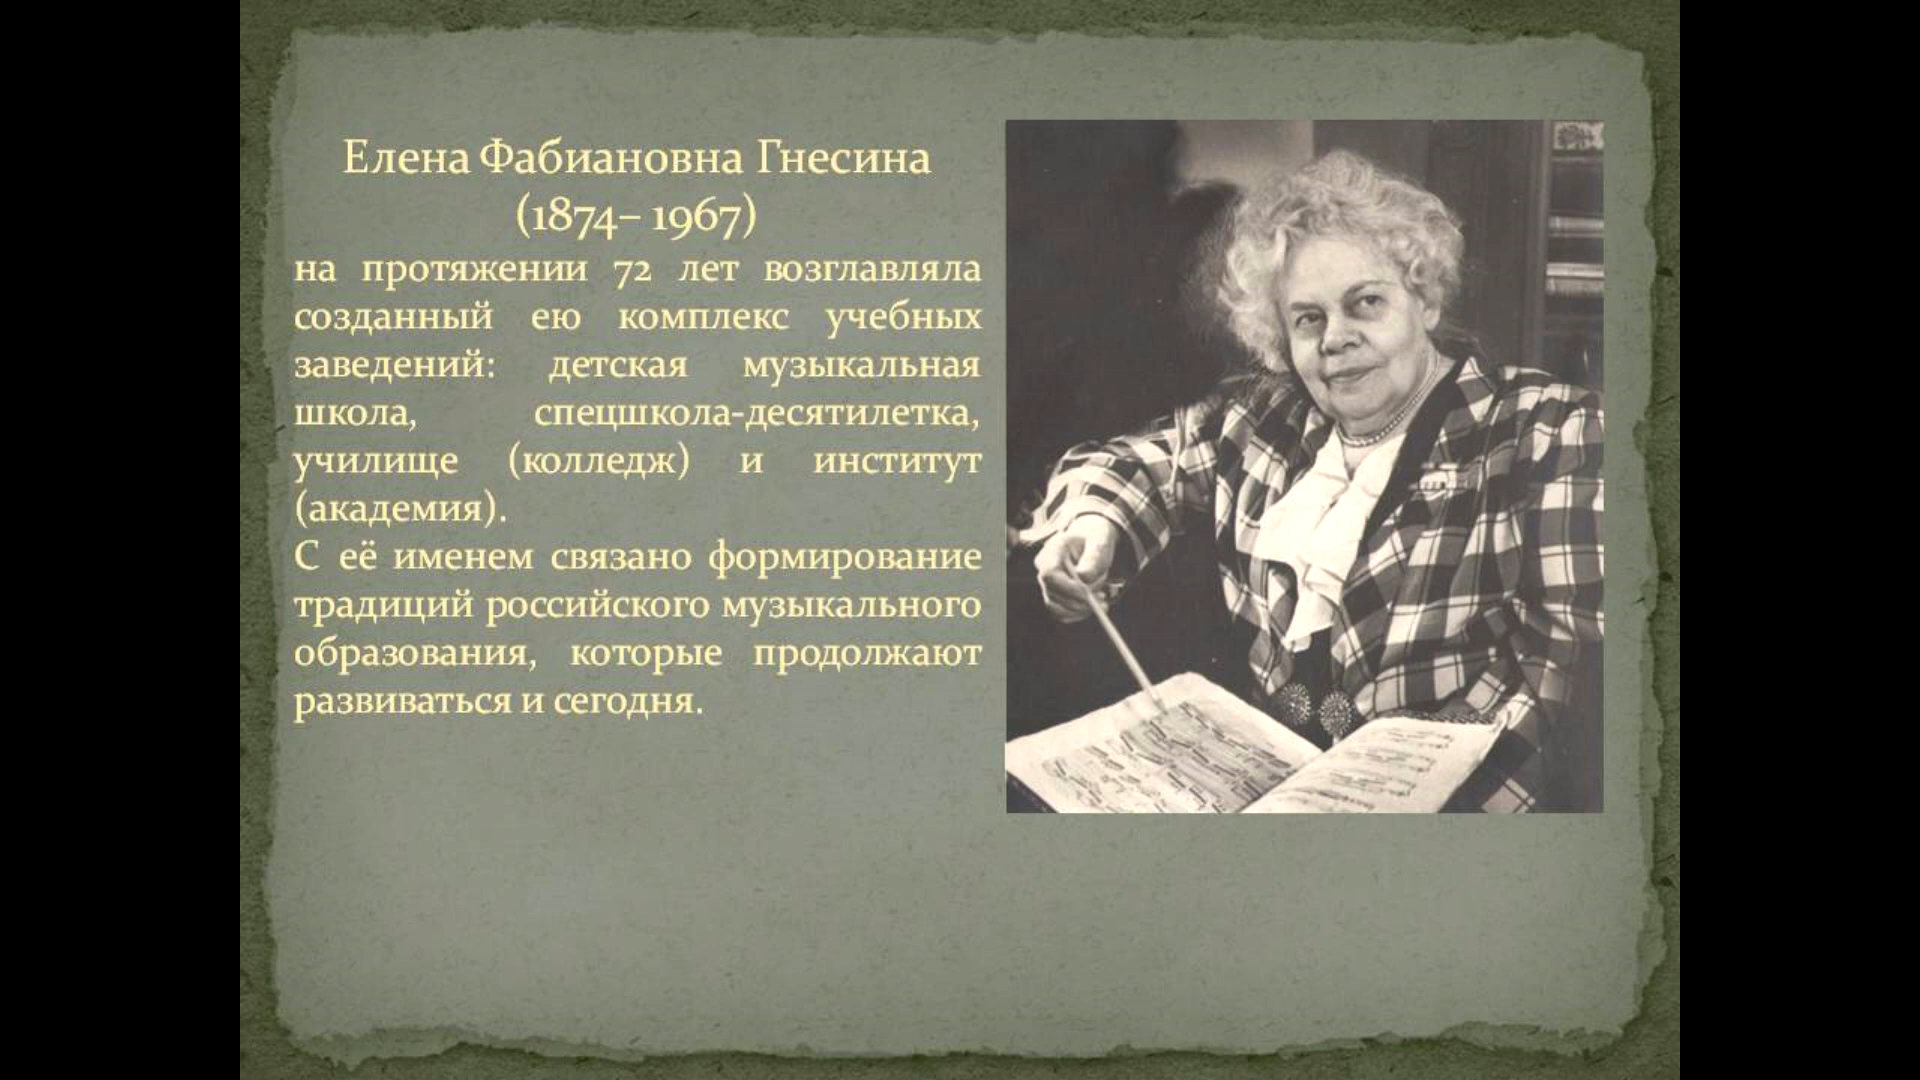 Елена Фабиановна Гнесина
(1874– 1967)
на протяжении 72 лет возглавляла
созданный ею комплекс учебных
заведений: детская музыкальная
школа, спецшкола-десятилетка,
училище (колледж) и институт
(академия).
С её именем связано формирование
традиций российского музыкального
образования, которые продолжают
развиваться и сегодня.